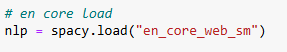 # en core load
nlp = spacy.load("en_core_web_sm")